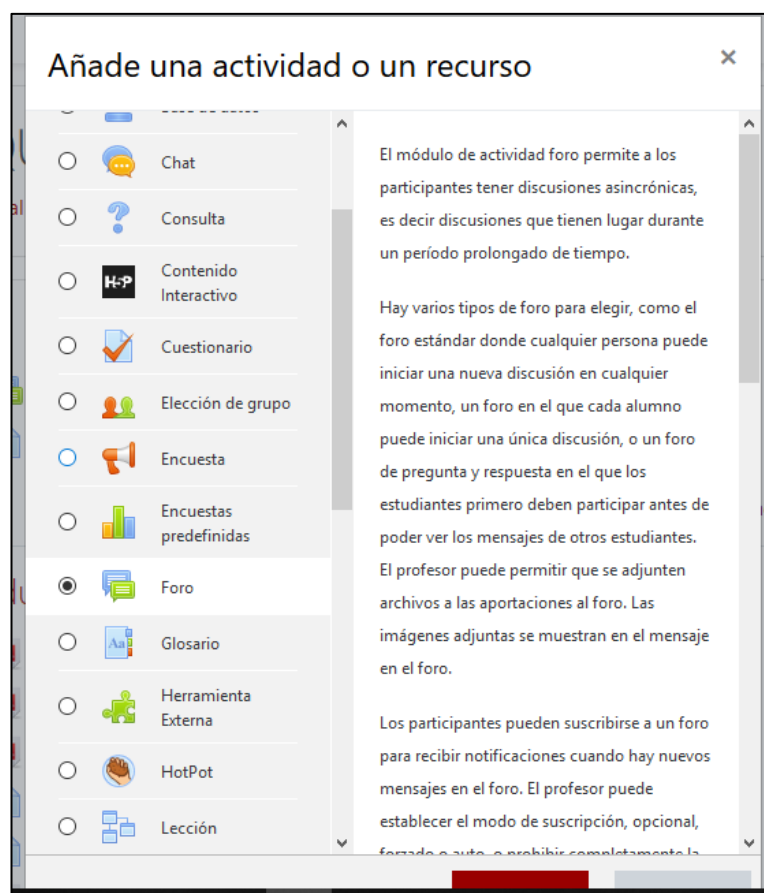 Añade una actividad o un recurso
×
Chat
Consulta
H-P
Contenido
Interactivo
Cuestionario
Elección de grupo
Encuesta
Encuestas
predefinidas
Foro
Aa
Glosario
Herramienta
Externa
HotPot
Lección
El módulo de actividad foro permite a los
participantes tener discusiones asincrónicas,
es decir discusiones que tienen lugar durante
un período prolongado de tiempo.
Hay varios tipos de foro para elegir, como el
foro estándar donde cualquier persona puede
iniciar una nueva discusión en cualquier
momento, un foro en el que cada alumno
puede iniciar una única discusión, o un foro
de pregunta y respuesta en el que los
estudiantes primero deben participar antes de
poder ver los mensajes de otros estudiantes.
El profesor puede permitir que se adjunten
archivos a las aportaciones al foro. Las
imágenes adjuntas se muestran en el mensaje
en el foro.
Los participantes pueden suscribirse a un foro
para recibir notificaciones cuando hay nuevos
mensajes en el foro. El profesor puede
establecer el modo de suscripción, opcional,
forzado o auto, o prohibir completamente la